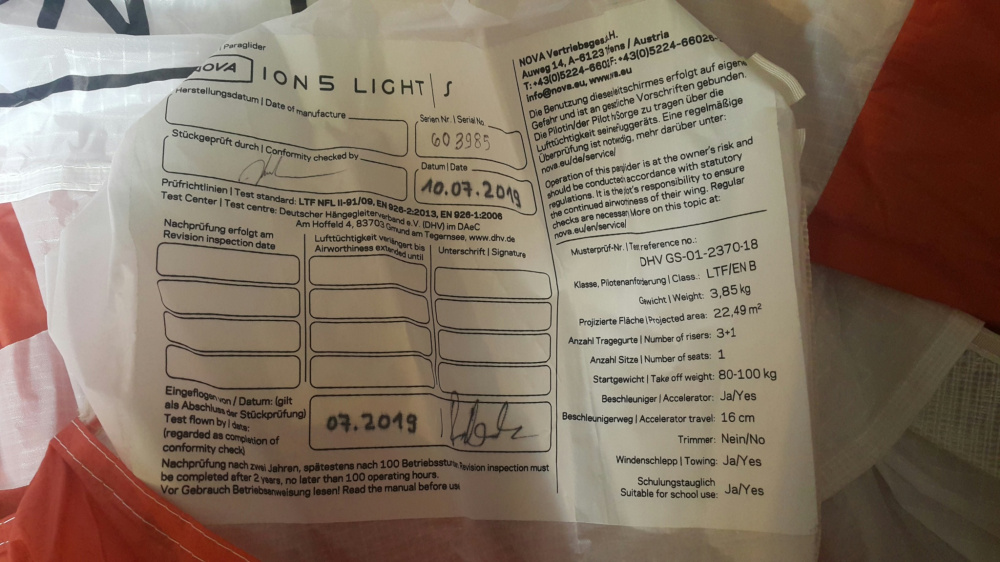 Paraglider
NOVA ION 5 LIGHT | S
Herstellungsdatum | Date of manufacture
Serien Nr. | Serial No.
603985
Stückgeprüft durch | Conformity checked by
Datum | Date
10.07.2019
Prüfrichtlinien | Test standard: LTF NFL II-91/09, EN 926-2:2013, EN 926-1:2006
Test Center | Test centre: Deutscher Hängegleiterverband e.V. (DHV) im DAeC
Am Hoffeld 4, 83703 Gmund am Tegernsee, www.dhv.de
Nachprüfung erfolgt am
Revision inspection date
Lufttüchtigkeit verlängert bis
Airworthiness extended until
Unterschrift | Signature
Eingeflogen von / Datum: (gilt
als Abschluss der Stückprüfung)
Test flown by / date:
(regarded as completion of
conformity check)
07.2019
Nachprüfung nach zwei Jahren, spätestens nach 100 Betriebsstun Revision inspection must
be completed after 2 years, no later than 100 operating hours.
Vor Gebrauch Betriebsanweisung lesen! Read the manual before us
NOVA Vertriebsges. H.
Auweg 14, A-6123 / Austria
T: +43(0)5224-660 F: +43(0)5224-66026-
info@nova.eu, www. .eu
Die Benutzung dieses eitschirmes erfolgt auf eigene
Gefahr und ist an gesetzliche Vorschriften gebunden.
Die Pilotin/der Pilot hat Sorge zu tragen über die
Lufttüchtigkeit seines Fluggeräts. Eine regelmäßige
Überprüfung ist notwendig, mehr darüber unter:
nova.eu/de/service/
Operation of this paraglider is at the owner's risk and
should be conducted accordance with statutory
regulations. It is the pilot's responsibility to ensure
the continued airworthiness of their wing. Regular
checks are necessary. More on this topic at:
nova.eu/en/service/
Musterprüf-Nr. | Test reference no.:
DHV GS-01-2370-18
Klasse, Pilotenanforderung | Class.: LTF/EN B
Gewicht | Weight: 3,85 kg
Projizierte Fläche | Projected area: 22,49 m²
Anzahl Tragegurte | Number of risers: 3+1
Anzahl Sitze | Number of seats: 1
Startgewicht | Take off weight: 80-100 kg
Beschleuniger | Accelerator: Ja/Yes
Beschleunigerweg | Accelerator travel: 16 cm
Trimmer: Nein/No
Windenschlepp | Towing: Ja/Yes
Schulungstauglich
Suitable for school use: Ja/Yes